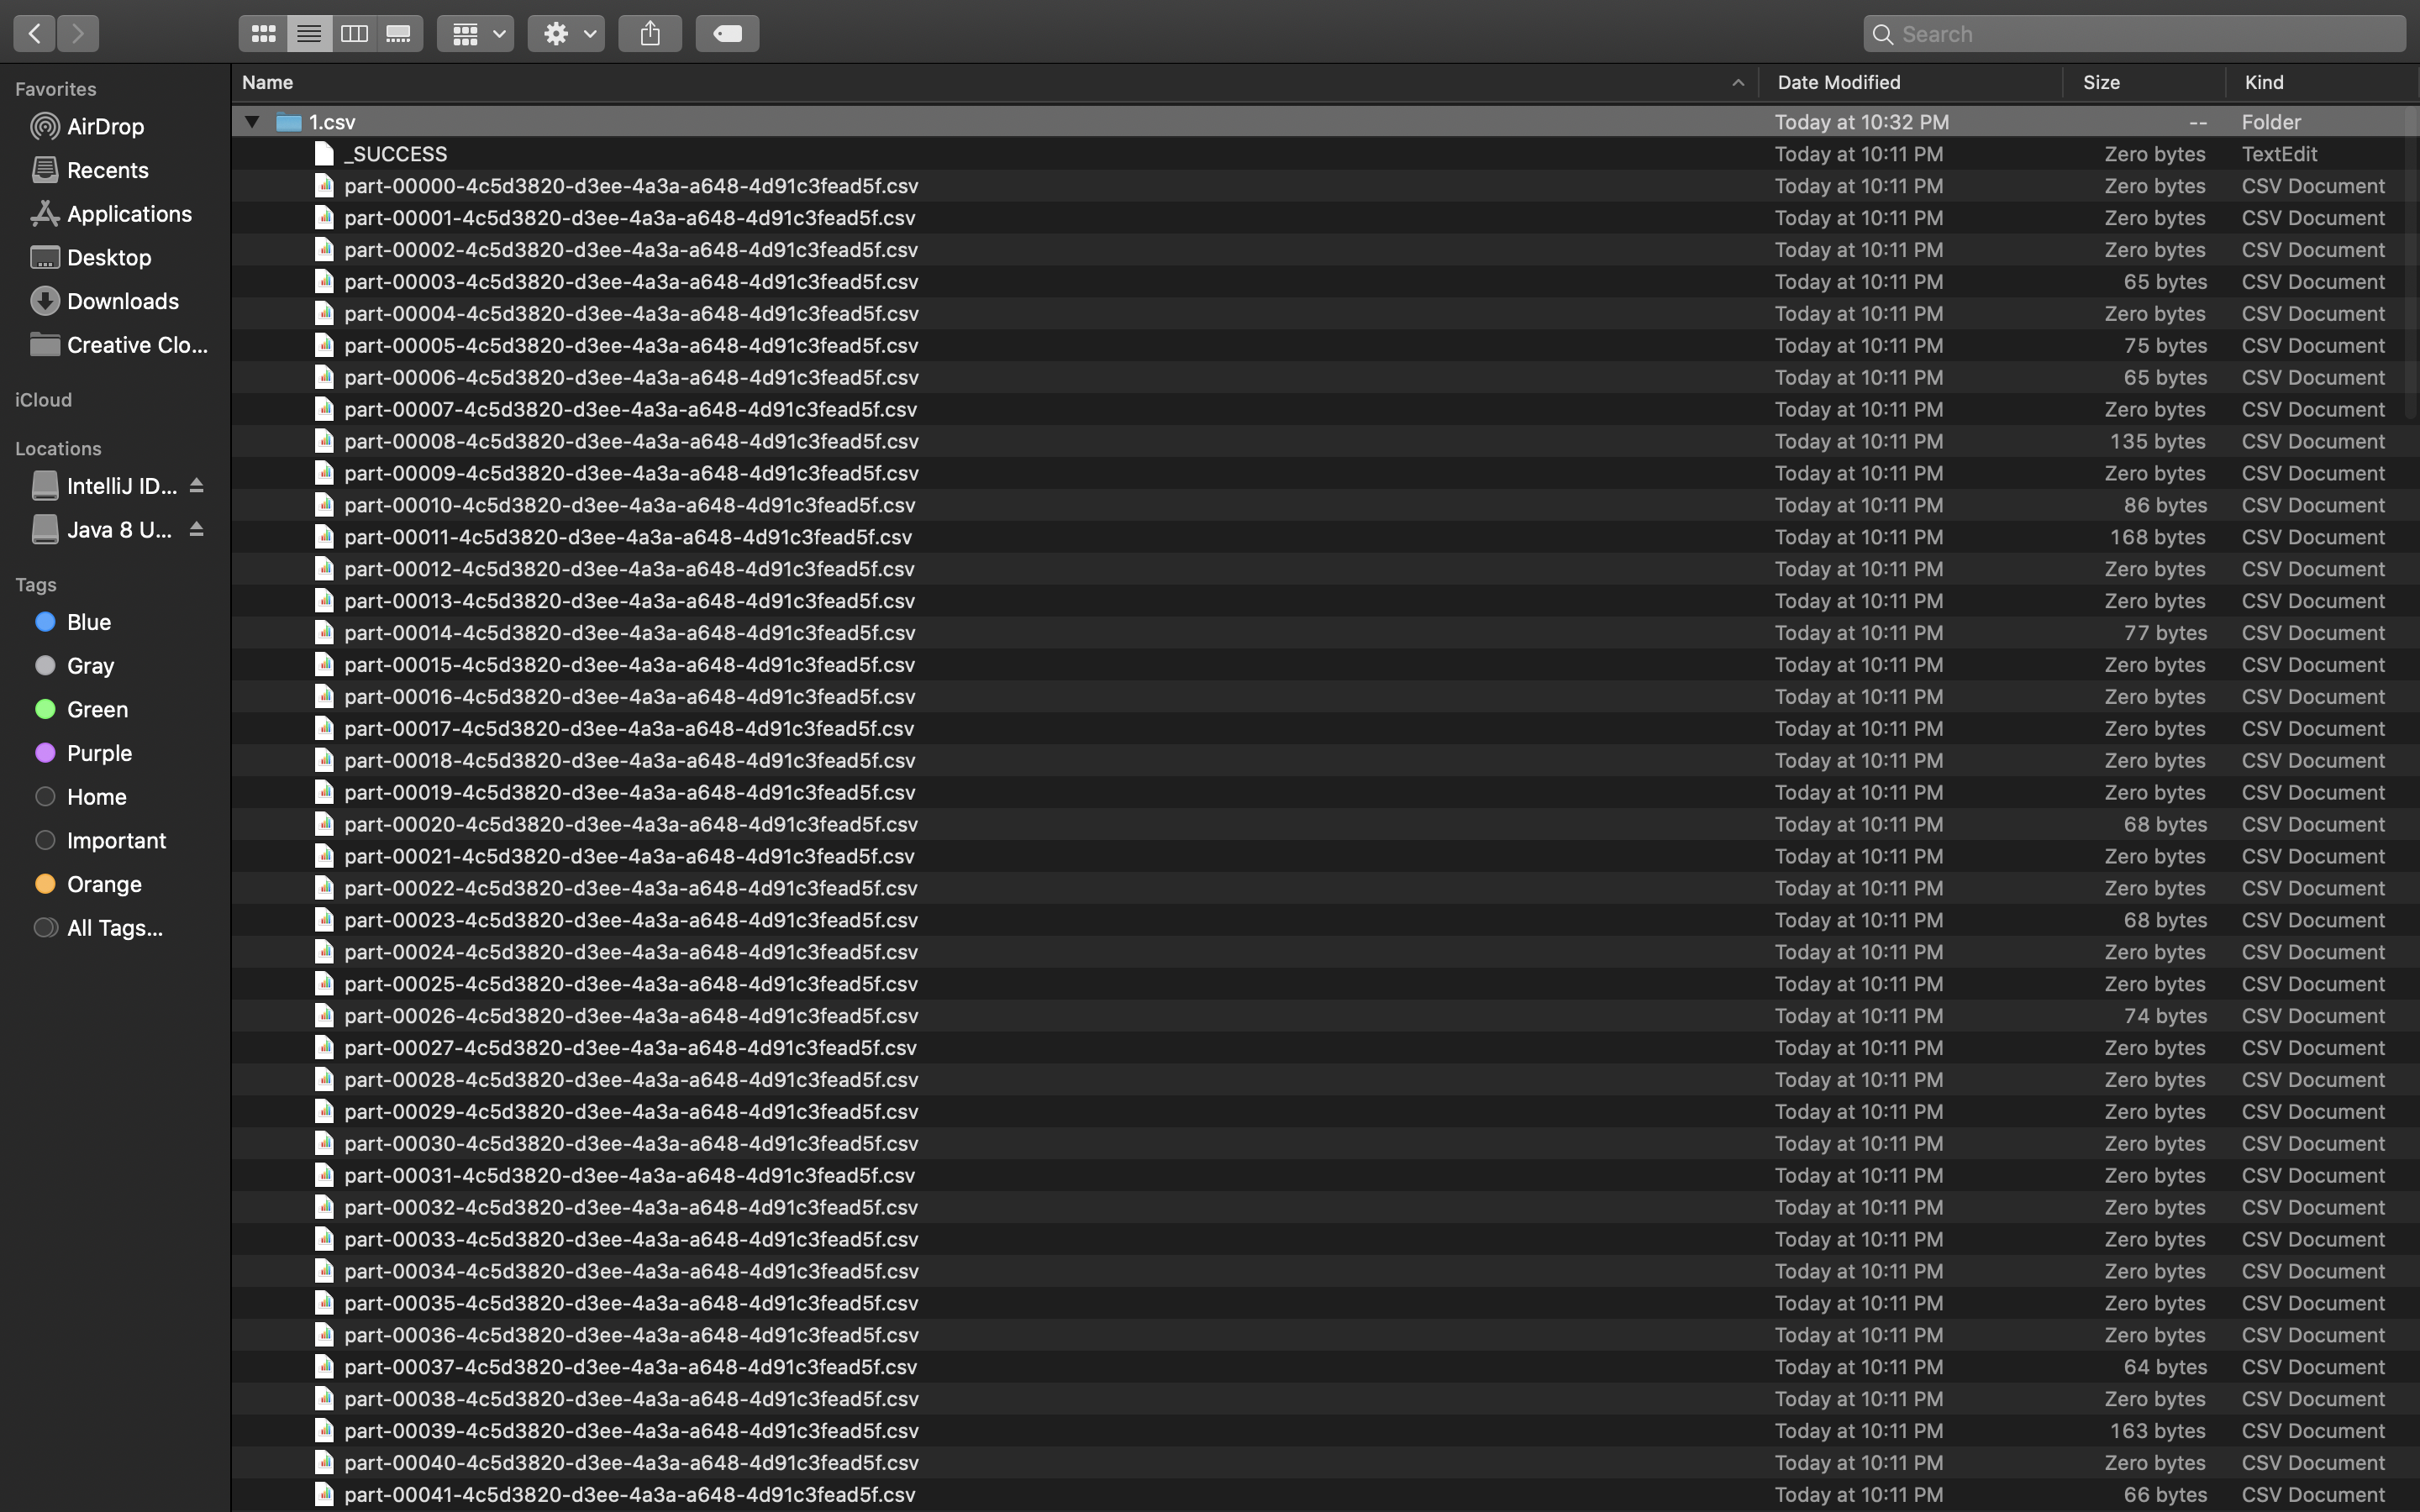 Search
Favorites
AirDrop
Recents
Applications
Desktop
Downloads
Creative Clo...
iCloud
Locations
IntelliJ ID...
Java 8 U...
Tags
Blue
Gray
Green
Purple
Home
Important
Orange
All Tags...
Name Date Modified Size Kind
1.csv Today at 10:32 PM -- Folder
_SUCCESS Today at 10:11 PM Zero bytes TextEdit
part-00000-4c5d3820-d3ee-4a3a-a648-4d91c3fead5f.csv Today at 10:11 PM Zero bytes CSV Document
part-00001-4c5d3820-d3ee-4a3a-a648-4d91c3fead5f.csv Today at 10:11 PM Zero bytes CSV Document
part-00002-4c5d3820-d3ee-4a3a-a648-4d91c3fead5f.csv Today at 10:11 PM Zero bytes CSV Document
part-00003-4c5d3820-d3ee-4a3a-a648-4d91c3fead5f.csv Today at 10:11 PM 65 bytes CSV Document
part-00004-4c5d3820-d3ee-4a3a-a648-4d91c3fead5f.csv Today at 10:11 PM Zero bytes CSV Document
part-00005-4c5d3820-d3ee-4a3a-a648-4d91c3fead5f.csv Today at 10:11 PM 75 bytes CSV Document
part-00006-4c5d3820-d3ee-4a3a-a648-4d91c3fead5f.csv Today at 10:11 PM 65 bytes CSV Document
part-00007-4c5d3820-d3ee-4a3a-a648-4d91c3fead5f.csv Today at 10:11 PM Zero bytes CSV Document
part-00008-4c5d3820-d3ee-4a3a-a648-4d91c3fead5f.csv Today at 10:11 PM 135 bytes CSV Document
part-00009-4c5d3820-d3ee-4a3a-a648-4d91c3fead5f.csv Today at 10:11 PM Zero bytes CSV Document
part-00010-4c5d3820-d3ee-4a3a-a648-4d91c3fead5f.csv Today at 10:11 PM 86 bytes CSV Document
part-00011-4c5d3820-d3ee-4a3a-a648-4d91c3fead5f.csv Today at 10:11 PM 168 bytes CSV Document
part-00012-4c5d3820-d3ee-4a3a-a648-4d91c3fead5f.csv Today at 10:11 PM Zero bytes CSV Document
part-00013-4c5d3820-d3ee-4a3a-a648-4d91c3fead5f.csv Today at 10:11 PM Zero bytes CSV Document
part-00014-4c5d3820-d3ee-4a3a-a648-4d91c3fead5f.csv Today at 10:11 PM 77 bytes CSV Document
part-00015-4c5d3820-d3ee-4a3a-a648-4d91c3fead5f.csv Today at 10:11 PM Zero bytes CSV Document
part-00016-4c5d3820-d3ee-4a3a-a648-4d91c3fead5f.csv Today at 10:11 PM Zero bytes CSV Document
part-00017-4c5d3820-d3ee-4a3a-a648-4d91c3fead5f.csv Today at 10:11 PM Zero bytes CSV Document
part-00018-4c5d3820-d3ee-4a3a-a648-4d91c3fead5f.csv Today at 10:11 PM Zero bytes CSV Document
part-00019-4c5d3820-d3ee-4a3a-a648-4d91c3fead5f.csv Today at 10:11 PM Zero bytes CSV Document
part-00020-4c5d3820-d3ee-4a3a-a648-4d91c3fead5f.csv Today at 10:11 PM 68 bytes CSV Document
part-00021-4c5d3820-d3ee-4a3a-a648-4d91c3fead5f.csv Today at 10:11 PM Zero bytes CSV Document
part-00022-4c5d3820-d3ee-4a3a-a648-4d91c3fead5f.csv Today at 10:11 PM Zero bytes CSV Document
part-00023-4c5d3820-d3ee-4a3a-a648-4d91c3fead5f.csv Today at 10:11 PM 68 bytes CSV Document
part-00024-4c5d3820-d3ee-4a3a-a648-4d91c3fead5f.csv Today at 10:11 PM Zero bytes CSV Document
part-00025-4c5d3820-d3ee-4a3a-a648-4d91c3fead5f.csv Today at 10:11 PM Zero bytes CSV Document
part-00026-4c5d3820-d3ee-4a3a-a648-4d91c3fead5f.csv Today at 10:11 PM 74 bytes CSV Document
part-00027-4c5d3820-d3ee-4a3a-a648-4d91c3fead5f.csv Today at 10:11 PM Zero bytes CSV Document
part-00028-4c5d3820-d3ee-4a3a-a648-4d91c3fead5f.csv Today at 10:11 PM Zero bytes CSV Document
part-00029-4c5d3820-d3ee-4a3a-a648-4d91c3fead5f.csv Today at 10:11 PM Zero bytes CSV Document
part-00030-4c5d3820-d3ee-4a3a-a648-4d91c3fead5f.csv Today at 10:11 PM Zero bytes CSV Document
part-00031-4c5d3820-d3ee-4a3a-a648-4d91c3fead5f.csv Today at 10:11 PM Zero bytes CSV Document
part-00032-4c5d3820-d3ee-4a3a-a648-4d91c3fead5f.csv Today at 10:11 PM Zero bytes CSV Document
part-00033-4c5d3820-d3ee-4a3a-a648-4d91c3fead5f.csv Today at 10:11 PM Zero bytes CSV Document
part-00034-4c5d3820-d3ee-4a3a-a648-4d91c3fead5f.csv Today at 10:11 PM Zero bytes CSV Document
part-00035-4c5d3820-d3ee-4a3a-a648-4d91c3fead5f.csv Today at 10:11 PM Zero bytes CSV Document
part-00036-4c5d3820-d3ee-4a3a-a648-4d91c3fead5f.csv Today at 10:11 PM Zero bytes CSV Document
part-00037-4c5d3820-d3ee-4a3a-a648-4d91c3fead5f.csv Today at 10:11 PM 64 bytes CSV Document
part-00038-4c5d3820-d3ee-4a3a-a648-4d91c3fead5f.csv Today at 10:11 PM Zero bytes CSV Document
part-00039-4c5d3820-d3ee-4a3a-a648-4d91c3fead5f.csv Today at 10:11 PM 163 bytes CSV Document
part-00040-4c5d3820-d3ee-4a3a-a648-4d91c3fead5f.csv Today at 10:11 PM Zero bytes CSV Document
part-00041-4c5d3820-d3ee-4a3a-a648-4d91c3fead5f.csv Today at 10:11 PM 66 bytes CSV Document